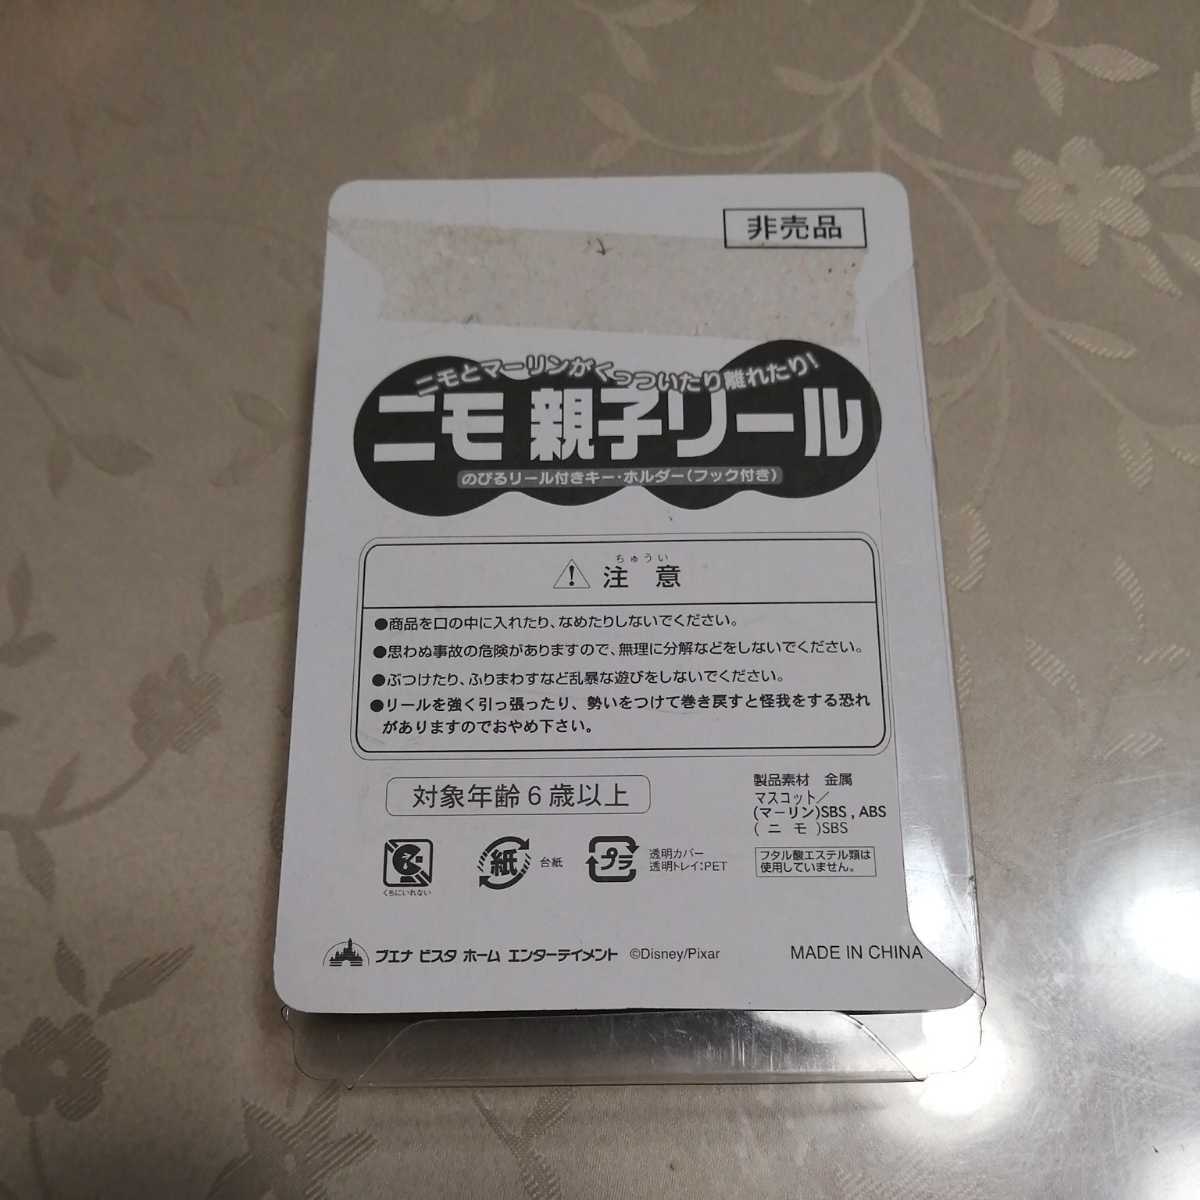 非売品
ニモとマーリンがくっついたり離れたり!
ニモ 親子リール
のびるリール付きキー・ホルダー(フック付き)
ちゅうい
注意
●商品を口の中に入れたり、なめたりしないでください。
●思わぬ事故の危険がありますので、無理に分解などをしないでください。
●ぶつけたり、ふりまわすなど乱暴な遊びをしないでください。
●リールを強く引っ張ったり、勢いをつけて巻き戻すと怪我をする恐れ
がありますのでおやめ下さい。
対象年齢6歳以上
製品素材 金属
マスコット/
(マーリン)SBS,ABS
(ニモ)SBS
くちにいれない
紙
台紙
プラ
透明カバー
透明トレイ:PET
フタル酸エステル類は
使用していません。
ブエナ ビスタ ホーム エンターテイメント ©Disney/Pixar
MADE IN CHINA